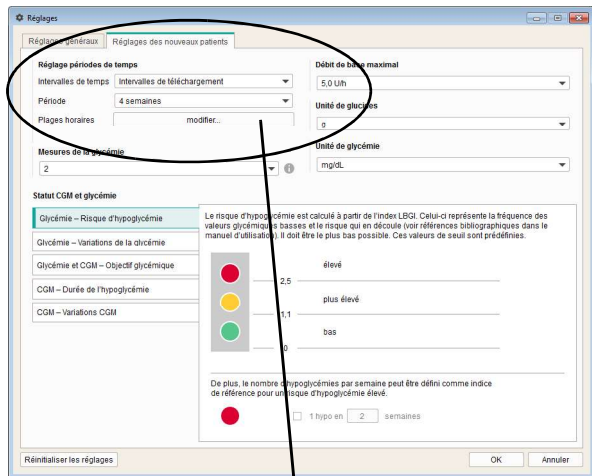 Réglages
Réglages généraux
Réglages des nouveaux patients
Réglage périodes de temps
Intervalles de temps
Intervalles de téléchargement
Période
4 semaines
Plages horaires
modifier...
Mesures de la glycémie
2
Débit de base maximal
5,0 U/h
Unité de glucides
g
Unité de glycémie
mg/dL
Statut CGM et glycémie
Glycémie – Risque d'hypoglycémie
Glycémie – Variations de la glycémie
Glycémie et CGM – Objectif glycémique
CGM – Durée de l'hypoglycémie
CGM – Variations CGM
Le risque d'hypoglycémie est calculé à partir de l'index LBGI. Celui-ci représente la fréquence des
valeurs glycémiques basses et le risque qui en découle (voir références bibliographiques dans le
manuel d'utilisation). Il doit être le plus bas possible. Ces valeurs de seuil sont prédéfinies.
élevé
2,5
plus élevé
1,1
bas
0
De plus, le nombre d'hypoglycémies par semaine peut être défini comme indice
de référence pour un risque d'hypoglycémie élevé.
1 hypo en 2 semaines
Réinitialiser les réglages
OK
Annuler